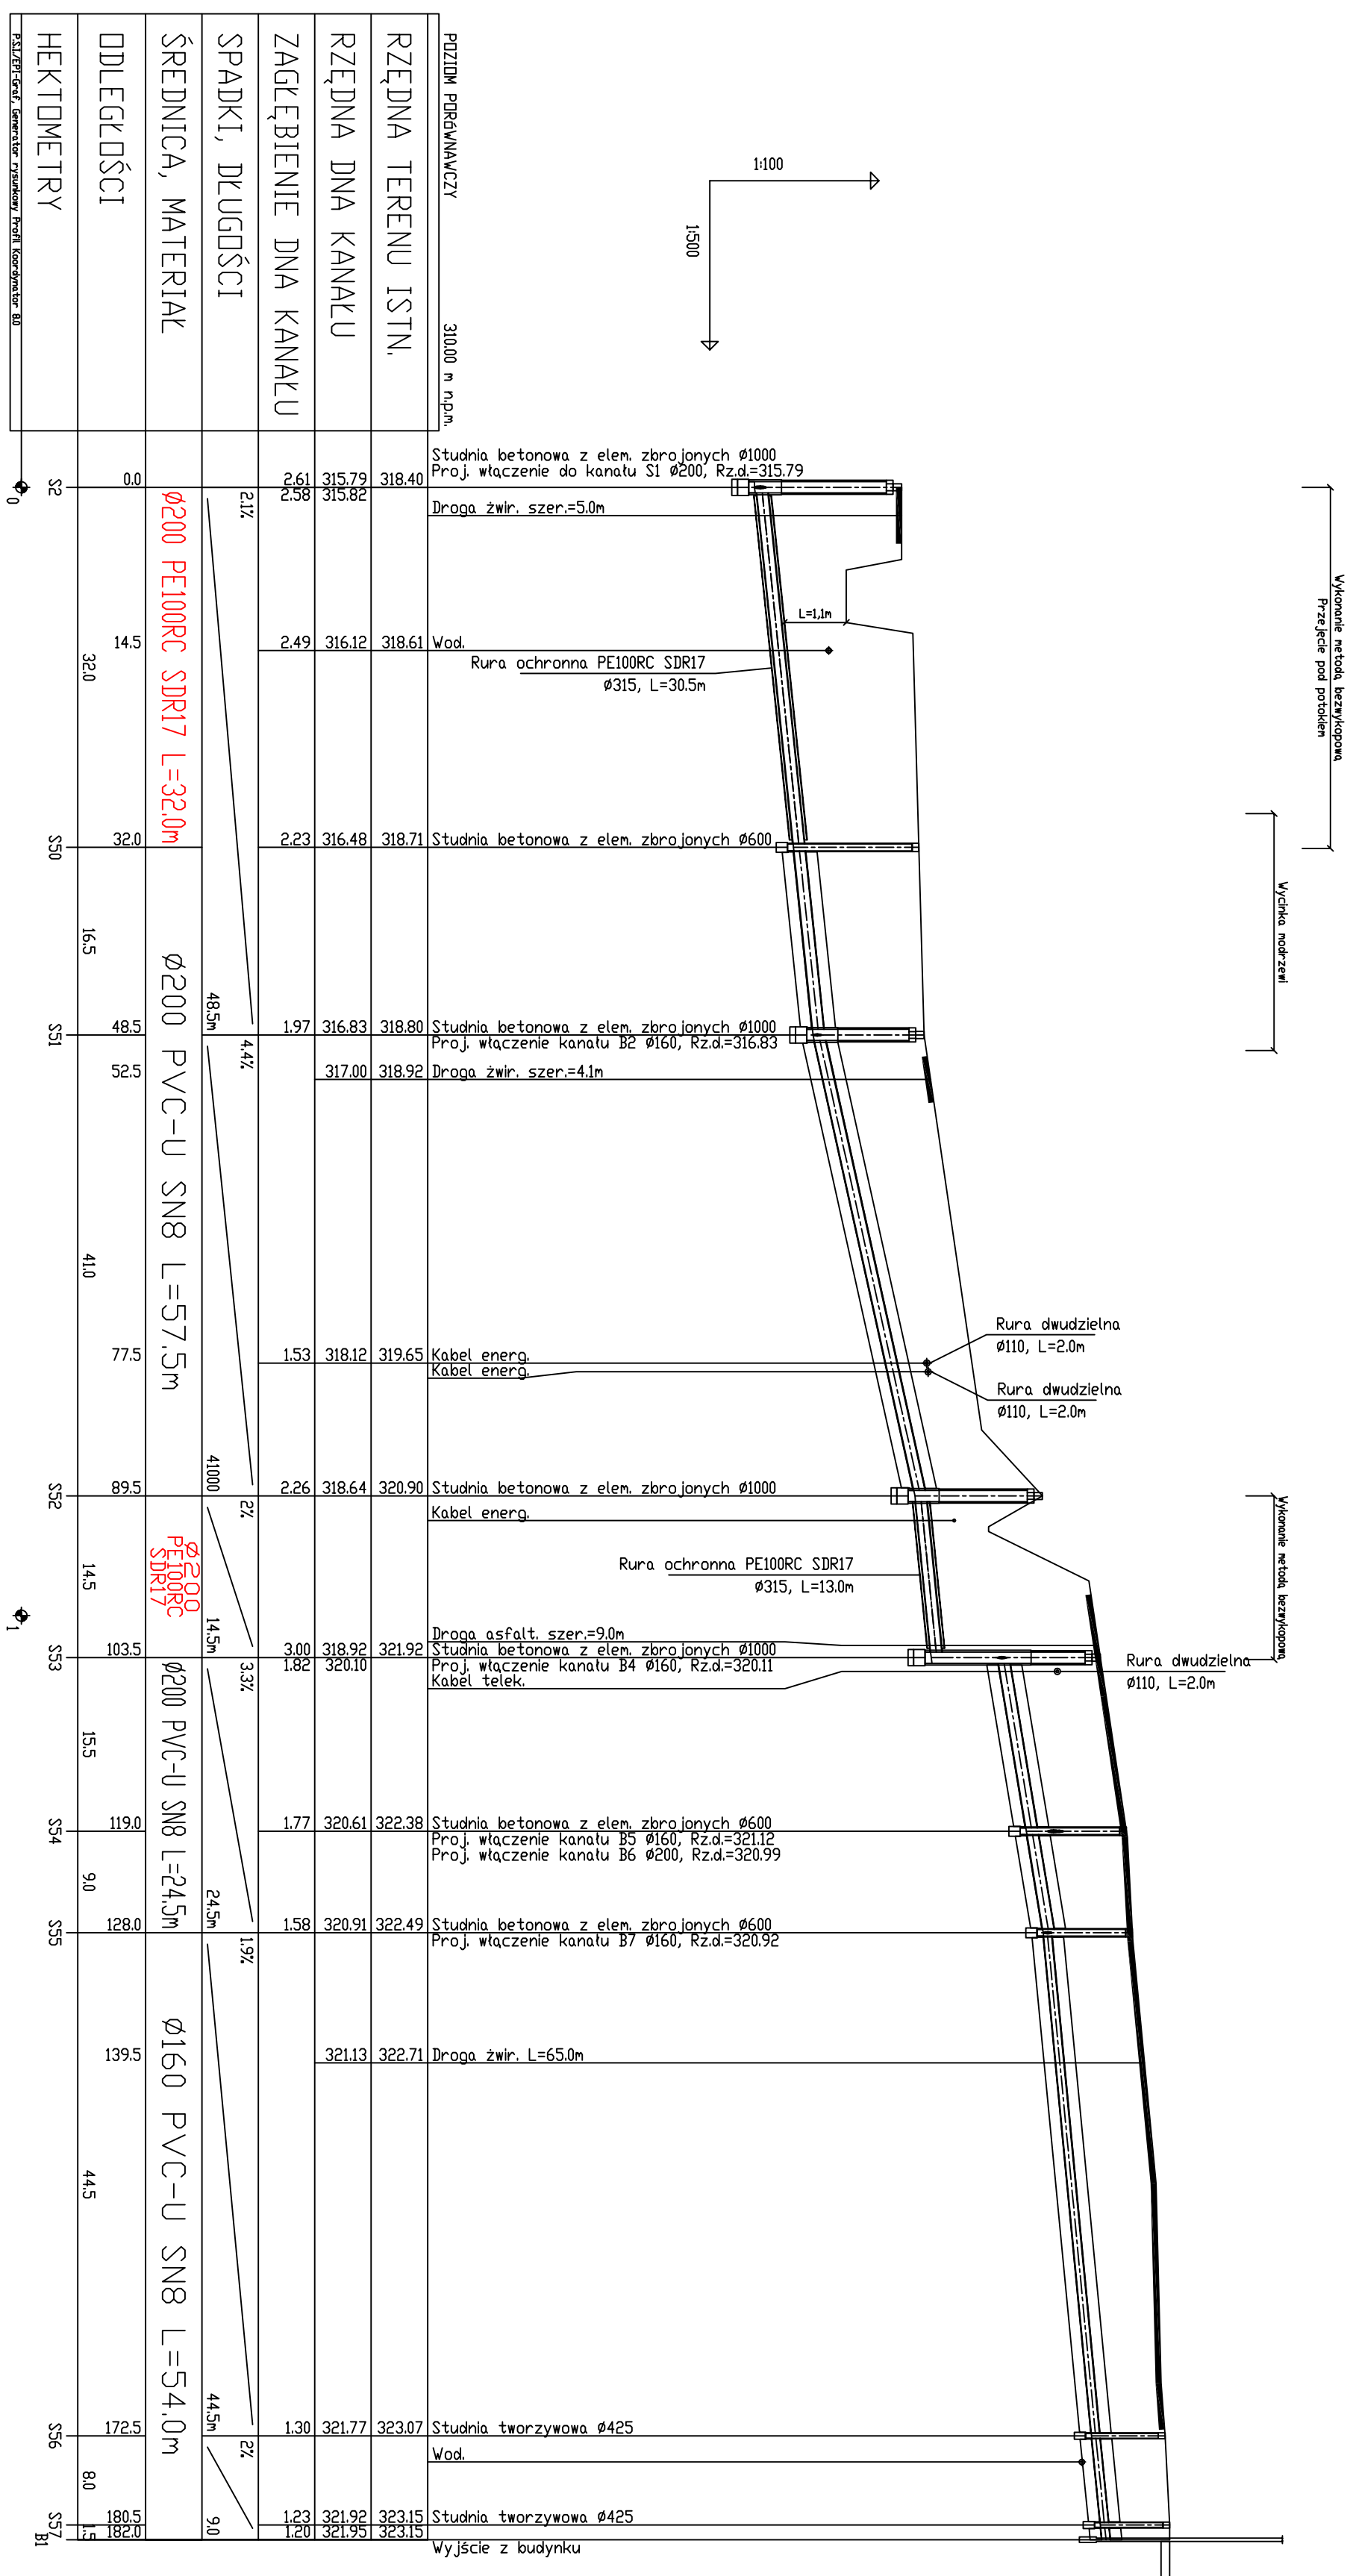 POZIOM PORÓWNAWCZY 310.00 m n.p.m.
RZĘDNA TERENU ISTN.
RZĘDNA DNA KANAŁU
ZAGŁĘBIENIE DNA KANAŁU
SPADKI, DŁUGOŚCI
ŚREDNICA, MATERIAŁ
ODLEGŁOŚCI
HEKTOMETRY
P.S.I./EPI-Graf, Generator rysunkowy Profil Koordynator 8.0
1:100
1:500
Wykonanie metodą bezwykopową
Przejęcie pod potokiem
Wycinka modrzewi
Wykonanie metodą bezwykopową
Studnia betonowa z elem. zbrojonych Ø1000
Proj. włączenie do kanału S1 Ø200, Rz.d.=315.79
Droga żwir. szer.=5.0m
L=1,1m
Wod.
Rura ochronna PE100RC SDR17
Ø315, L=30.5m
Studnia betonowa z elem. zbrojonych Ø600
Studnia betonowa z elem. zbrojonych Ø1000
Proj. włączenie kanału B2 Ø160, Rz.d.=316.83
Droga żwir. szer.=4.1m
Kabel energ.
Kabel energ.
Rura dwudzielna
Ø110, L=2.0m
Rura dwudzielna
Ø110, L=2.0m
Studnia betonowa z elem. zbrojonych Ø1000
Kabel energ.
Rura ochronna PE100RC SDR17
Ø315, L=13.0m
Droga asfalt. szer.=9.0m
Studnia betonowa z elem. zbrojonych Ø1000
Proj. włączenie kanału B4 Ø160, Rz.d.=320.11
Kabel telek.
Rura dwudzielna
Ø110, L=2.0m
Studnia betonowa z elem. zbrojonych Ø600
Proj. włączenie kanału B5 Ø160, Rz.d.=321.12
Proj. włączenie kanału B6 Ø200, Rz.d.=320.99
Studnia betonowa z elem. zbrojonych Ø600
Proj. włączenie kanału B7 Ø160, Rz.d.=320.92
Droga żwir. L=65.0m
Studnia tworzywowa Ø425
Wod.
Studnia tworzywowa Ø425
Wyjście z budynku
318.40 318.61 318.71 318.80 318.92 319.65 320.90 321.92 322.38 322.49 322.71 323.07 323.15 323.15
315.79 315.82 316.12 316.48 316.83 317.00 318.12 318.64 318.92 320.10 320.61 320.91 321.13 321.77 321.92 321.95
2.61 2.58 2.49 2.23 1.97 1.53 2.26 3.00 1.82 1.77 1.58 1.30 1.23 1.20
2.1% 4.4% 2% 3.3% 1.9% 2%
48.5m 41000 14.5m 24.5m 44.5m 9.0
Ø200 PE100RC SDR17 L=32.0m
Ø200 PVC-U SN8 L=57.5m
Ø200
PE100RC
SDR17
Ø200 PVC-U SN8 L=24.5m
Ø160 PVC-U SN8 L=54.0m
0.0 14.5 32.0 48.5 52.5 77.5 89.5 103.5 119.0 128.0 139.5 172.5 180.5 182.0
32.0 16.5 41.0 14.5 15.5 9.0 44.5 8.0 1.5
S2 S50 S51 S52 S53 S54 S55 S56 S57 B1
0 1